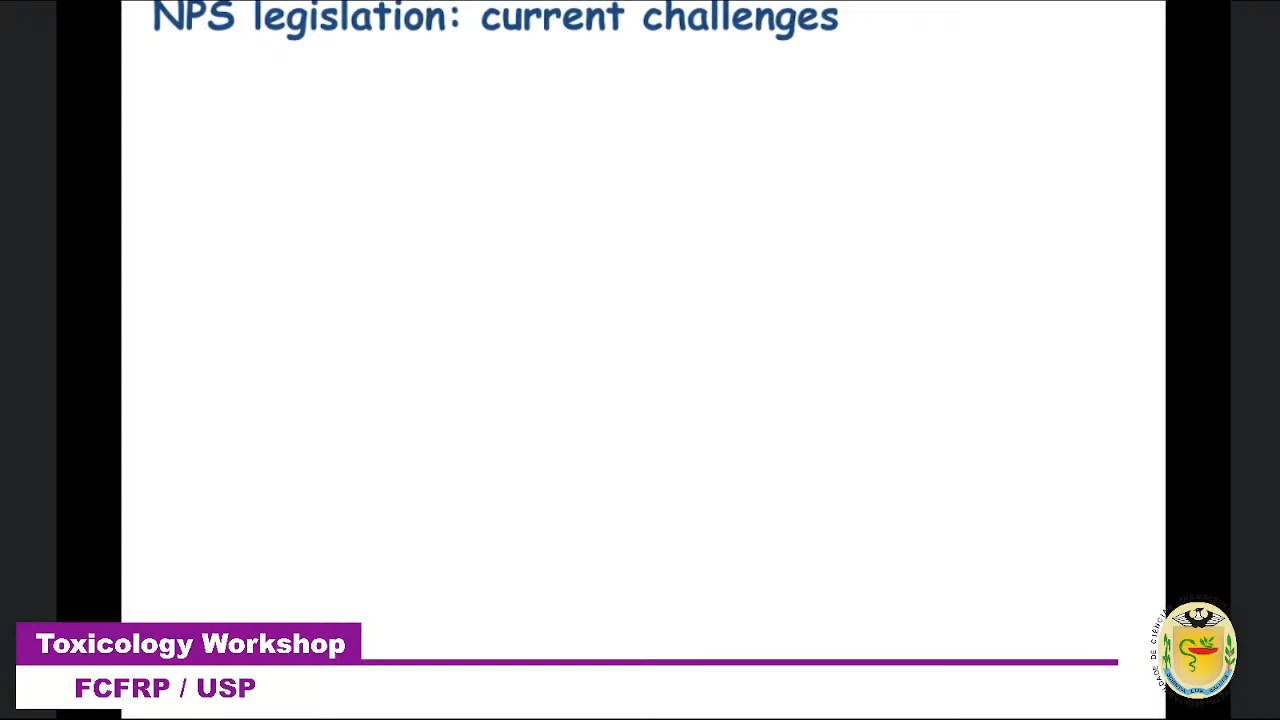 NPS legislation: current challenges
Toxicology Workshop
FCFRP / USP